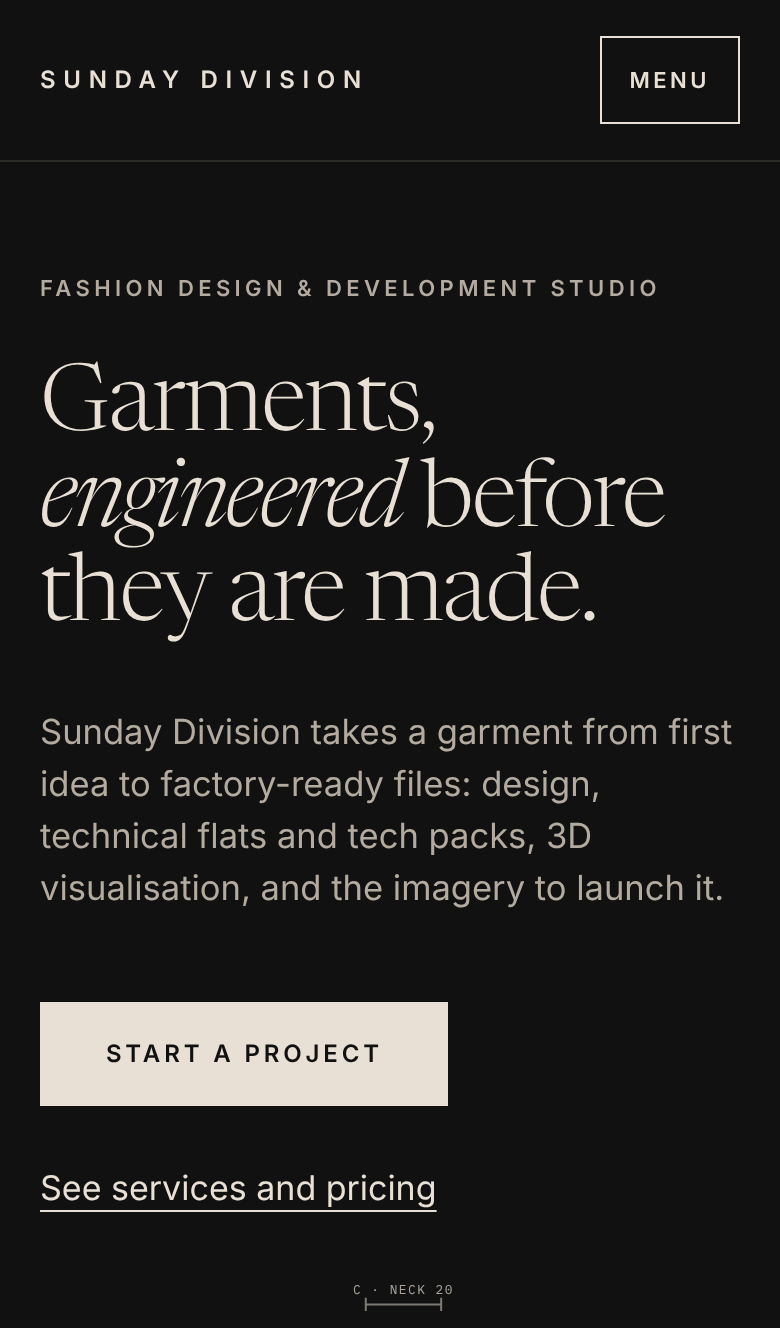 SUNDAY DIVISION
MENU
FASHION DESIGN & DEVELOPMENT STUDIO
Garments,
engineered before
they are made.
Sunday Division takes a garment from first
idea to factory-ready files: design,
technical flats and tech packs, 3D
visualisation, and the imagery to launch it.
START A PROJECT
See services and pricing
C · NECK 20